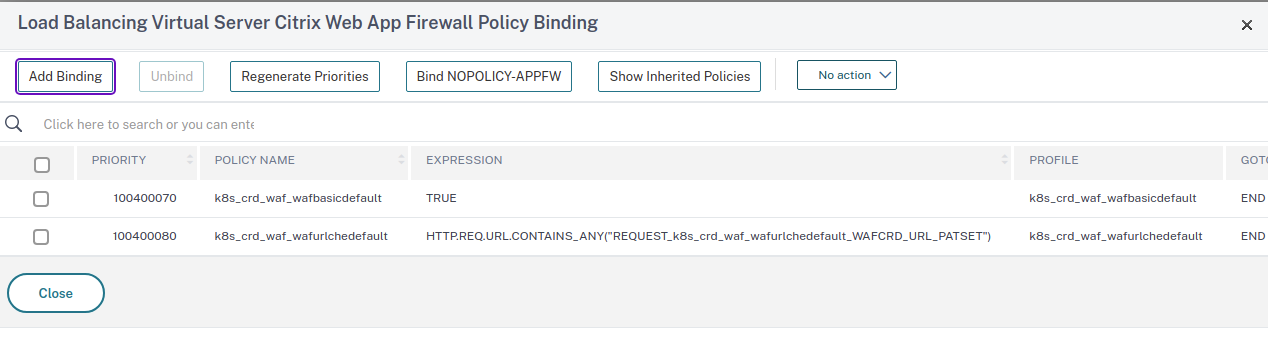 Load Balancing Virtual Server Citrix Web App Firewall Policy Binding
Add Binding Unbind Regenerate Priorities Bind NOPOLICY-APPFW Show Inherited Policies No action
Click here to search or you can ente
PRIORITY POLICY NAME EXPRESSION PROFILE GOTO
100400070 k8s_crd_waf_wafbasicdefault TRUE k8s_crd_waf_wafbasicdefault END
100400080 k8s_crd_waf_wafurlchedefault HTTP.REQ.URL.CONTAINS_ANY("REQUEST_k8s_crd_waf_wafurlchedefault_WAFCRD_URL_PATSET") k8s_crd_waf_wafurlchedefault END
Close